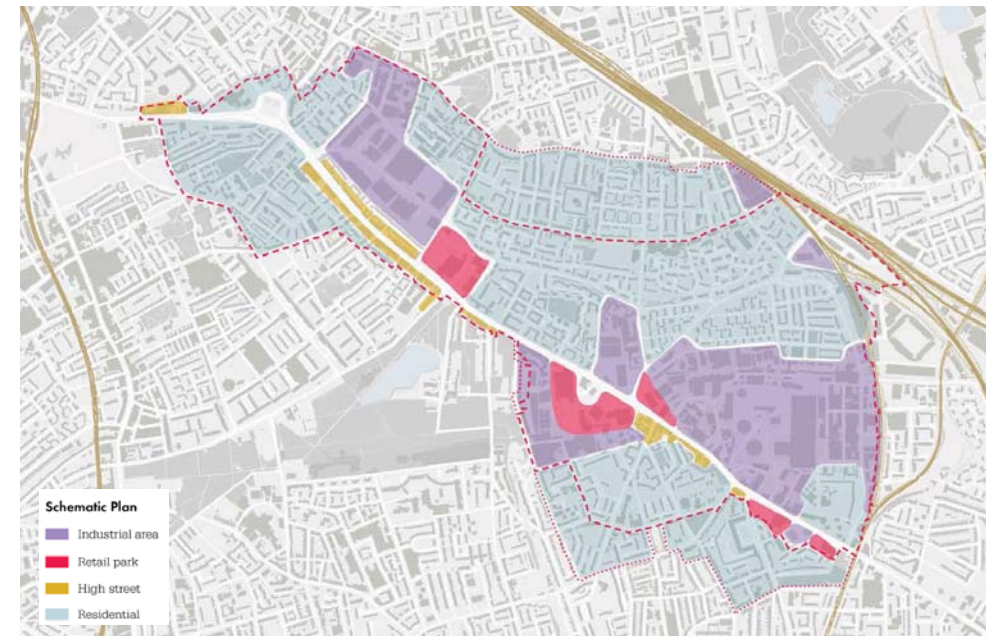 Schematic Plan
Industrial area
Retail park
High street
Residential